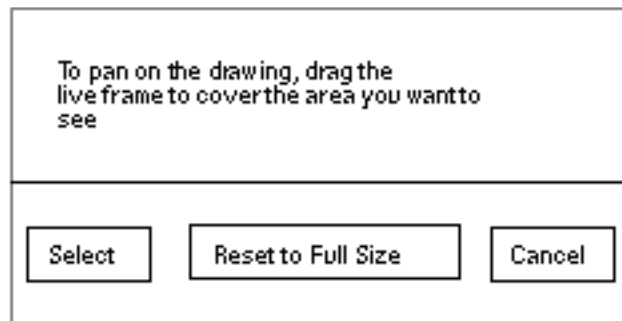 To pan on the drawing, drag the
live frame to cover the area you want to
see
Select
Reset to Full Size
Cancel